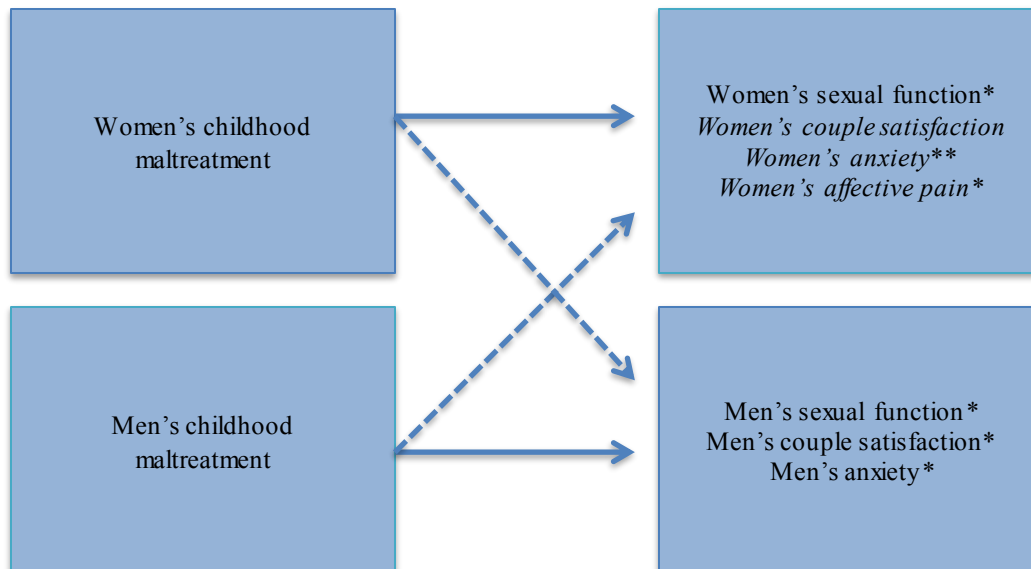 Women’s childhood
maltreatment
Women’s sexual function*
Women’s couple satisfaction
Women’s anxiety**
Women’s affective pain*
Men’s childhood
maltreatment
Men’s sexual function*
Men’s couple satisfaction*
Men’s anxiety*